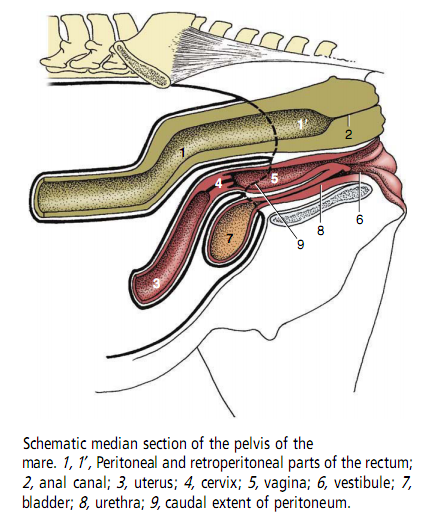 1'
2
1
4
5
6
8
9
7
3
Schematic median section of the pelvis of the
mare. 1, 1′, Peritoneal and retroperitoneal parts of the rectum;
2, anal canal; 3, uterus; 4, cervix; 5, vagina; 6, vestibule; 7,
bladder; 8, urethra; 9, caudal extent of peritoneum.